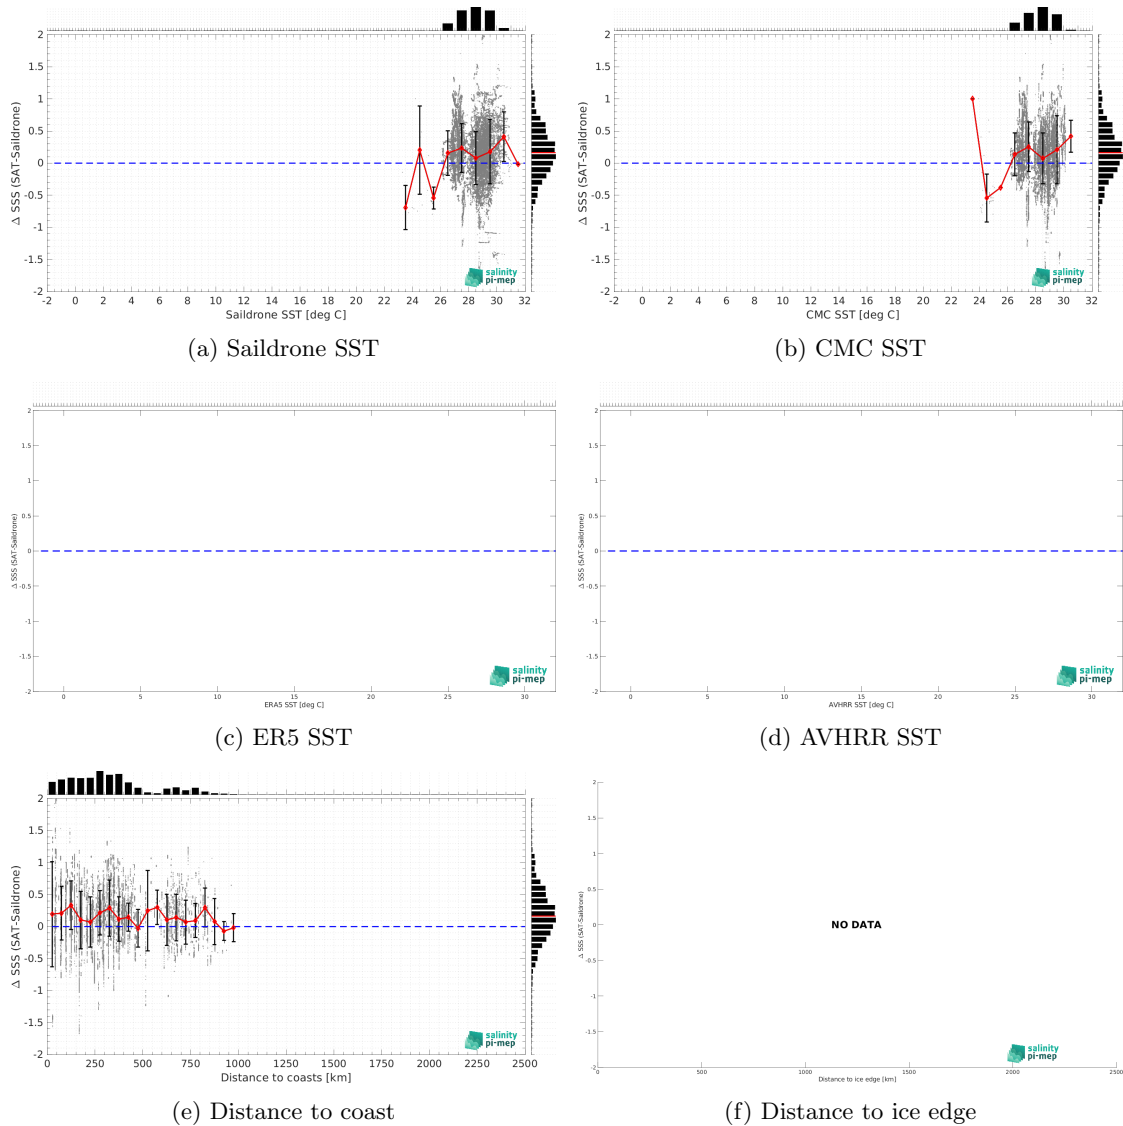 2
1.5
1
0.5
0
-0.5
-1
-1.5
-2
Δ SSS (SAT-Saildrone)
-2 0 2 4 6 8 10 12 14 16 18 20 22 24 26 28 30 32
Saildrone SST [deg C]
salinity
pi-mep
(a) Saildrone SST
2
1.5
1
0.5
0
-0.5
-1
-1.5
-2
Δ SSS (SAT-Saildrone)
-2 0 2 4 6 8 10 12 14 16 18 20 22 24 26 28 30 32
CMC SST [deg C]
salinity
pi-mep
(b) CMC SST
2
1.5
1
0.5
0
-0.5
-1
-1.5
-2
Δ SSS (SAT-Saildrone)
0 5 10 15 20 25 30
ERA5 SST [deg C]
salinity
pi-mep
(c) ER5 SST
2
1.5
1
0.5
0
-0.5
-1
-1.5
-2
Δ SSS (SAT-Saildrone)
0 5 10 15 20 25 30
AVHRR SST [deg C]
salinity
pi-mep
(d) AVHRR SST
2
1.5
1
0.5
0
-0.5
-1
-1.5
-2
Δ SSS (SAT-Saildrone)
0 250 500 750 1000 1250 1500 1750 2000 2250 2500
Distance to coasts [km]
salinity
pi-mep
(e) Distance to coast
2
1.5
1
0.5
0
-0.5
-1
-1.5
-2
Δ SSS (SAT-Saildrone)
NO DATA
0 500 1000 1500 2000 2500
Distance to ice edge [km]
salinity
pi-mep
(f) Distance to ice edge